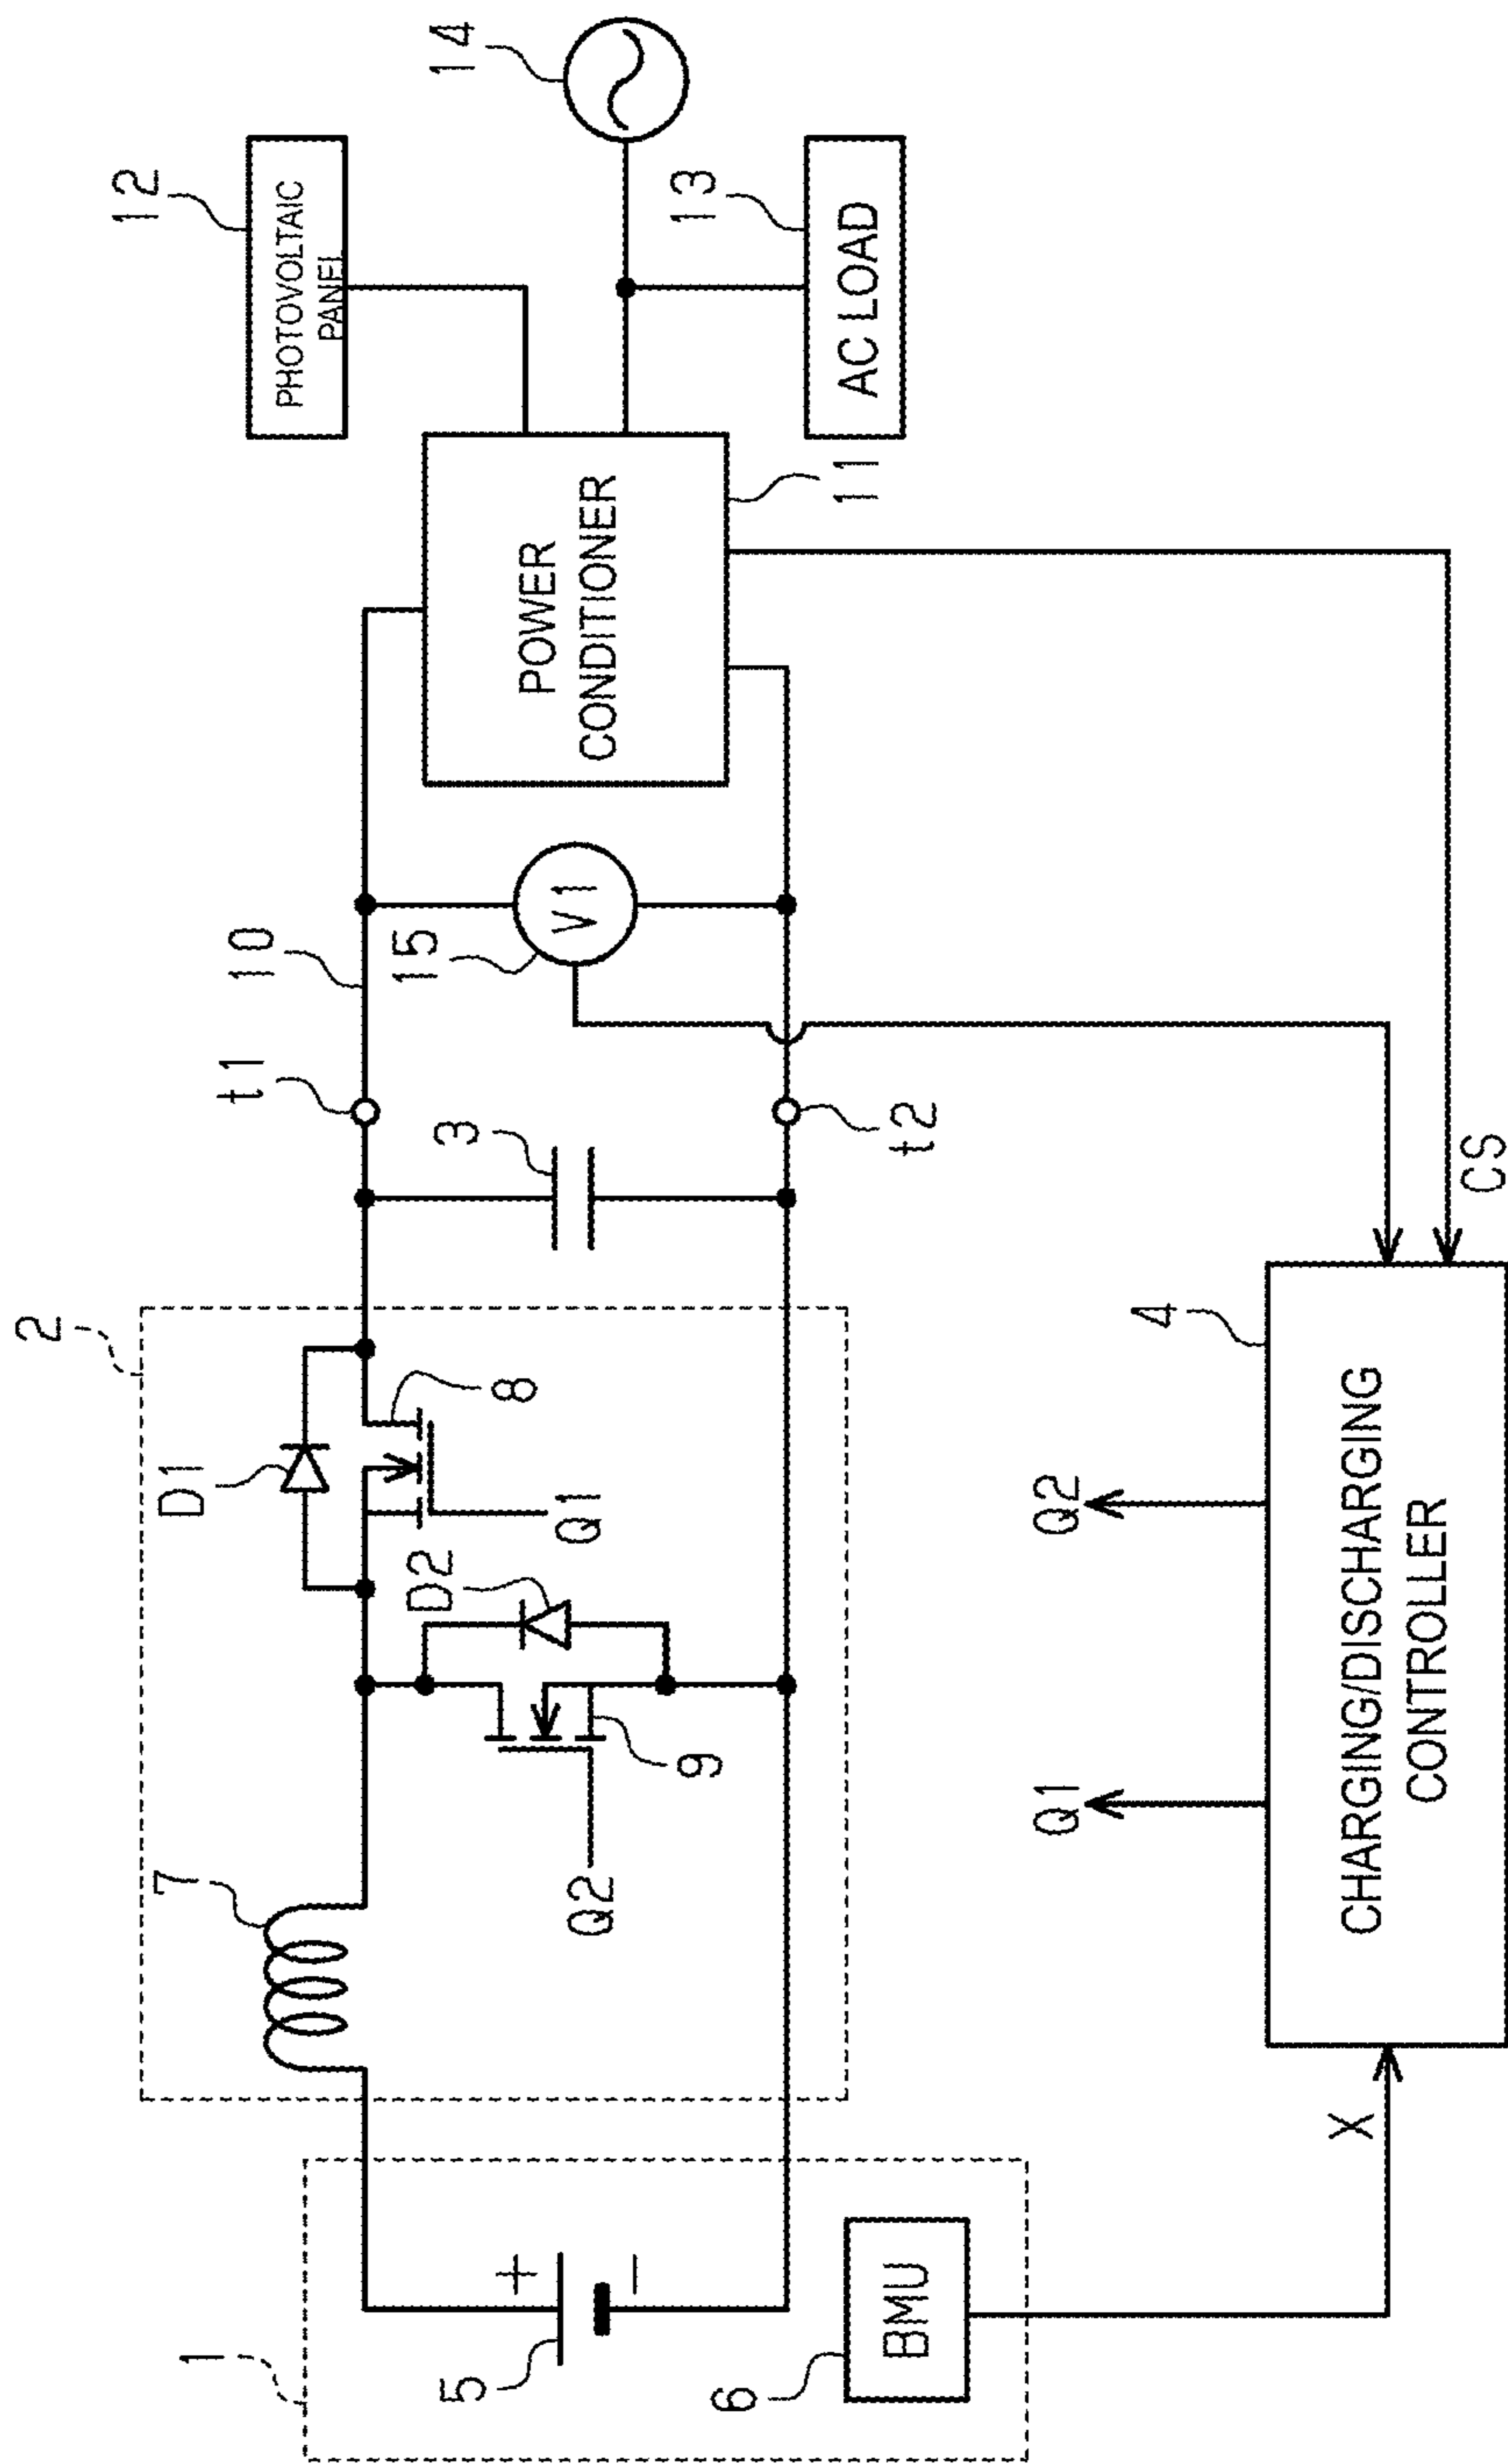 2
D1
8
Q1
D2
7
9
Q2
1
+
−
5
6
BMU
t1
10
3
t2
15
V1
12
PHOTOVOLTAIC
PANEL
14
13
AC LOAD
POWER
CONDITIONER
11
X
Q1
Q2
4
CHARGING/DISCHARGING
CONTROLLER
CS